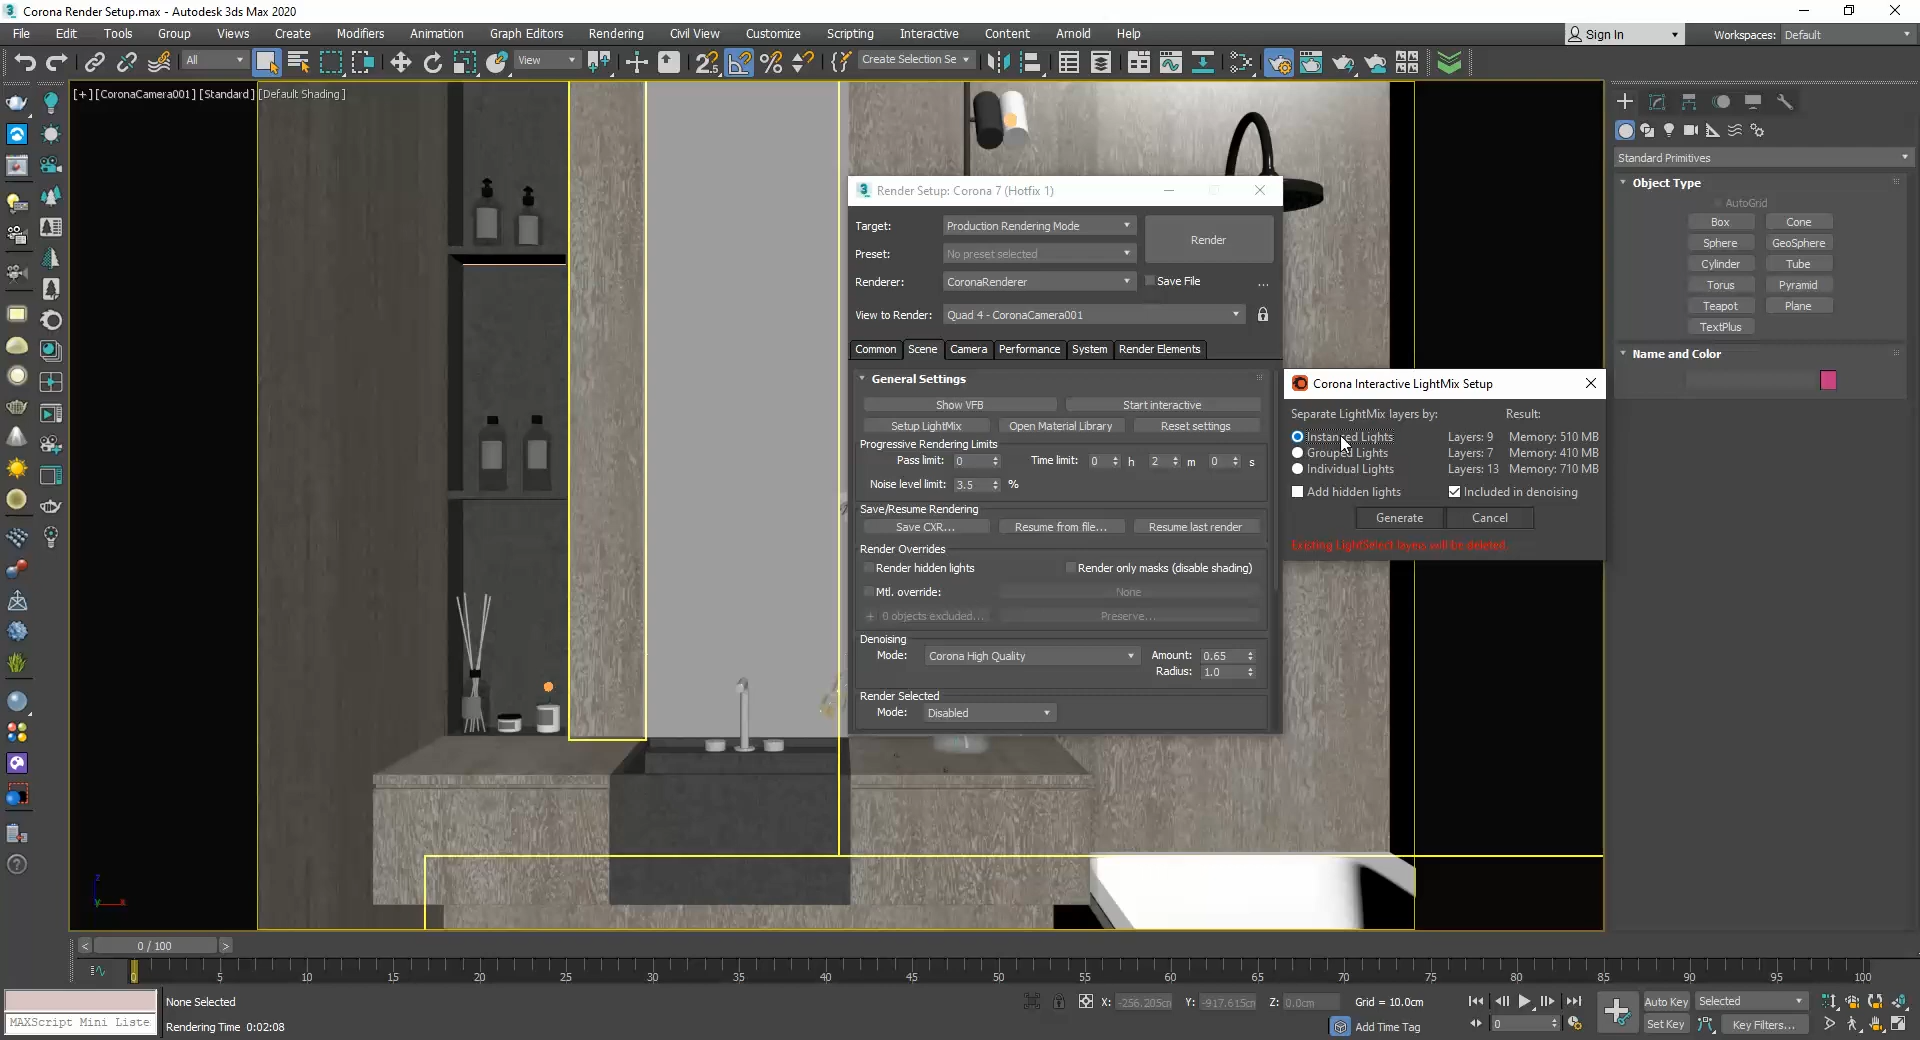 Corona Render Setup.max - Autodesk 3ds Max 2020
File Edit Tools Group Views Create Modifiers Animation Graph Editors Rendering Civil View Customize Scripting Interactive Content Arnold Help
Sign In
Workspaces: Default
All
View
Create Selection Se
[+] [CoronaCamera001] [Standard] [Default Shading]
Render Setup: Corona 7 (Hotfix 1)
Target: Production Rendering Mode
Render
Preset: No preset selected
Renderer: CoronaRenderer
Save File
...
View to Render: Quad 4 - CoronaCamera001
Common Scene Camera Performance System Render Elements
General Settings
Show VFB Start interactive
Setup LightMix Open Material Library Reset settings
Progressive Rendering Limits
Pass limit: 0 Time limit: 0 h 2 m 0 s
Noise level limit: 3.5 %
Save/Resume Rendering
Save CXR... Resume from file... Resume last render
Render Overrides
Render hidden lights Render only masks (disable shading)
Mtl. override: None
+ 0 objects excluded... Preserve...
Denoising
Mode: Corona High Quality Amount: 0.65
Radius: 1.0
Render Selected
Mode: Disabled
Corona Interactive LightMix Setup
Separate LightMix layers by: Result:
Instanced Lights Layers: 9 Memory: 510 MB
Grouped Lights Layers: 7 Memory: 410 MB
Individual Lights Layers: 13 Memory: 710 MB
Add hidden lights Included in denoising
Generate Cancel
Existing LightSelect layers will be deleted.
Standard Primitives
Object Type
AutoGrid
Box Cone
Sphere GeoSphere
Cylinder Tube
Torus Pyramid
Teapot Plane
TextPlus
Name and Color
z
y x
< 0 / 100 >
0 5 10 15 20 25 30 35 40 45 50 55 60 65 70 75 80 85 90 95 100
None Selected
X: -256.205cm Y: -917.615cm Z: 0.0cm Grid = 10.0cm
Auto Key Selected
MAXScript Mini Liste
Rendering Time 0:02:08
Add Time Tag
0
Set Key Key Filters...